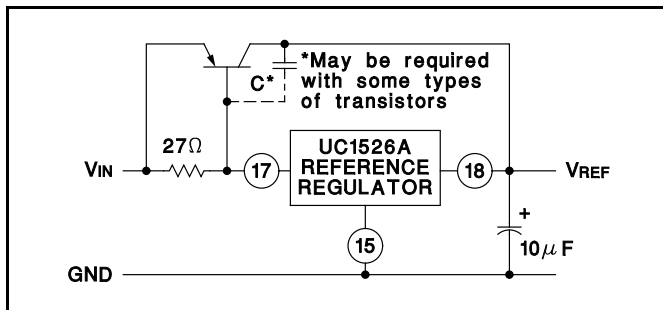 *May be required
C* with some types
of transistors
27Ω
UC1526A
REFERENCE
REGULATOR
VIN
17
18
VREF
+
15
10μF
GND